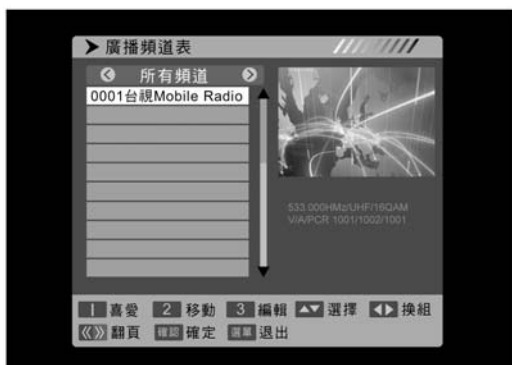 廣播頻道表
所有頻道
0001台視Mobile Radio
533.000HMz/UHF/16QAM
V/A/PCR 1001/1002/1001
1 喜愛 2 移動 3 編輯 ▲▼ 選擇 ◀▶ 換組
《》 翻頁 確認 確定 選單 退出